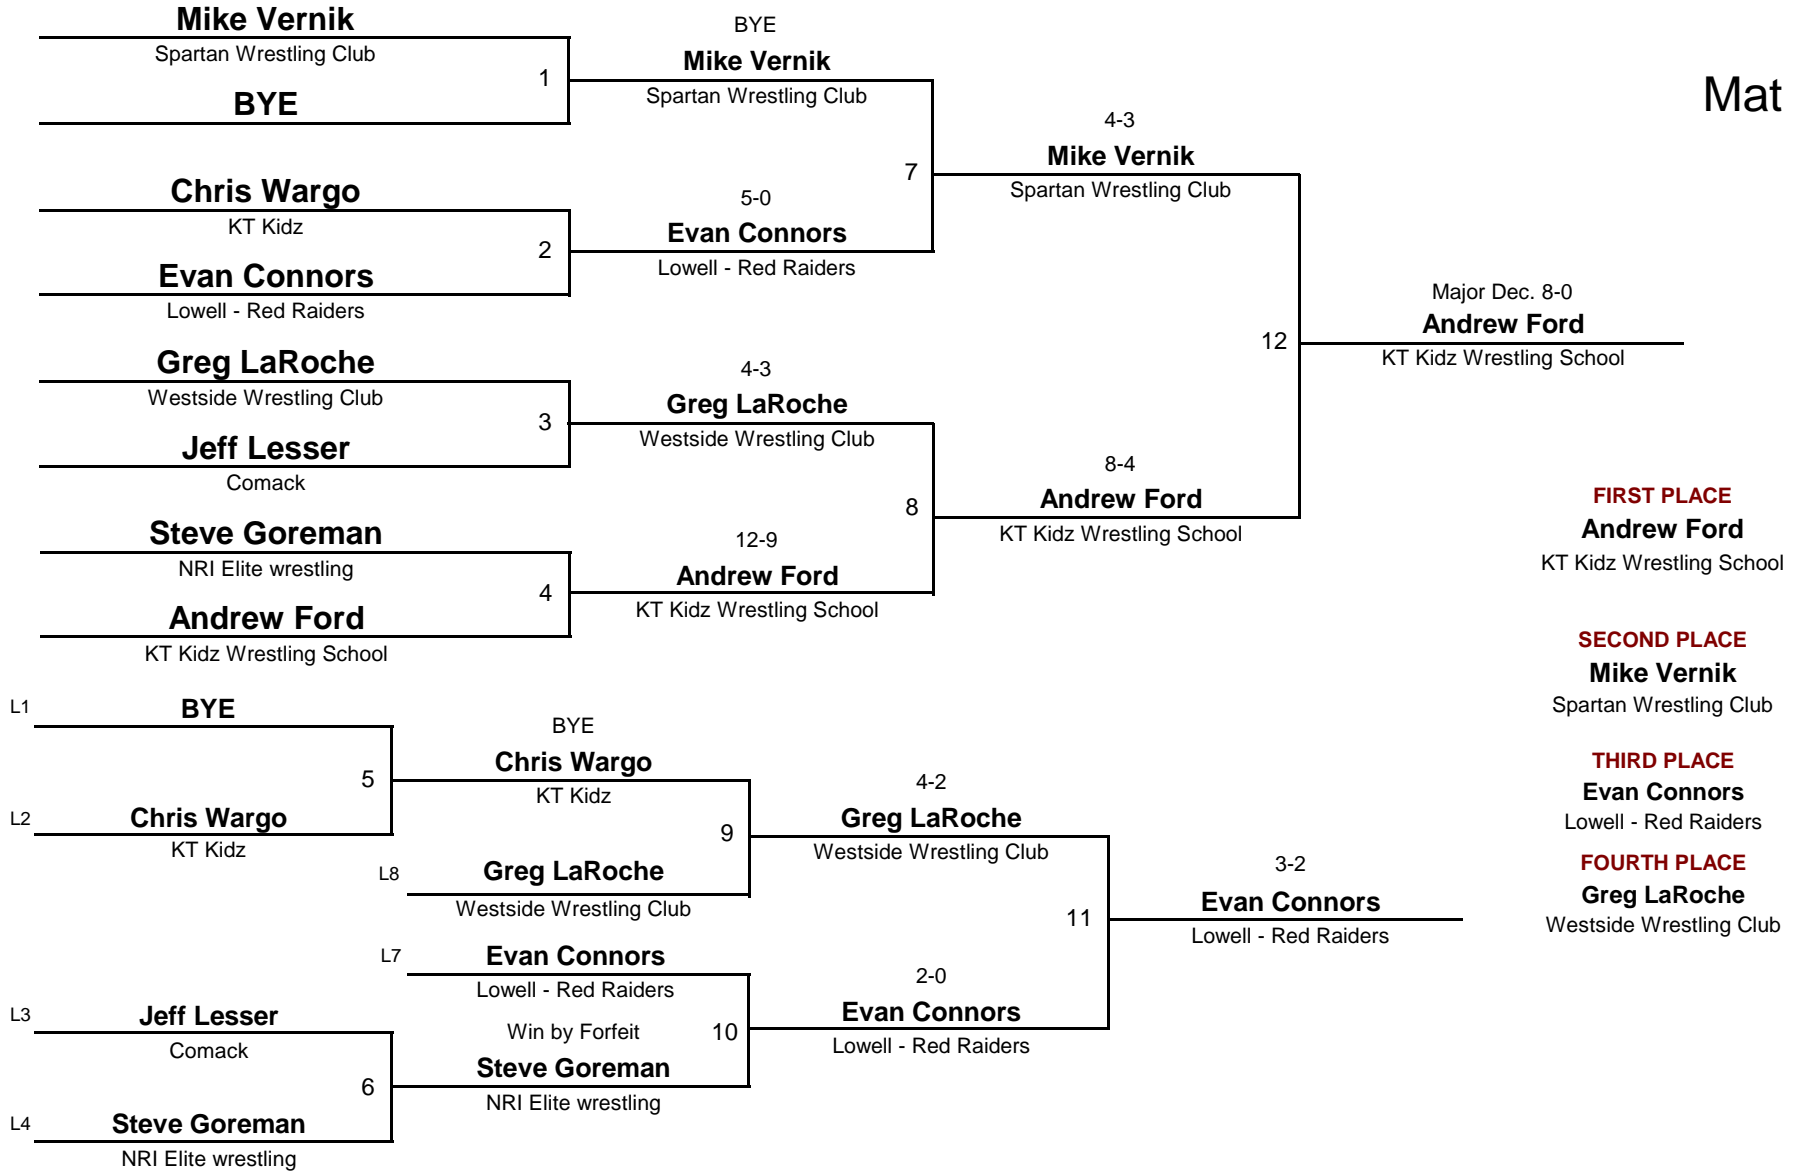 Mike Vernik
Spartan Wrestling Club
1
BYE
Chris Wargo
KT Kidz
2
Evan Connors
Lowell - Red Raiders
Greg LaRoche
Westside Wrestling Club
3
Jeff Lesser
Comack
Steve Goreman
NRI Elite wrestling
4
Andrew Ford
KT Kidz Wrestling School
BYE
Mike Vernik
Spartan Wrestling Club
7
5-0
Evan Connors
Lowell - Red Raiders
4-3
Greg LaRoche
Westside Wrestling Club
8
12-9
Andrew Ford
KT Kidz Wrestling School
4-3
Mike Vernik
Spartan Wrestling Club
12
8-4
Andrew Ford
KT Kidz Wrestling School
Major Dec. 8-0
Andrew Ford
KT Kidz Wrestling School
Mat
L1
BYE
5
L2
Chris Wargo
KT Kidz
L3
Jeff Lesser
Comack
6
L4
Steve Goreman
NRI Elite wrestling
BYE
Chris Wargo
KT Kidz
9
L8
Greg LaRoche
Westside Wrestling Club
L7
Evan Connors
Lowell - Red Raiders
Win by Forfeit
10
Steve Goreman
NRI Elite wrestling
4-2
Greg LaRoche
Westside Wrestling Club
11
2-0
Evan Connors
Lowell - Red Raiders
3-2
Evan Connors
Lowell - Red Raiders
FIRST PLACE
Andrew Ford
KT Kidz Wrestling School
SECOND PLACE
Mike Vernik
Spartan Wrestling Club
THIRD PLACE
Evan Connors
Lowell - Red Raiders
FOURTH PLACE
Greg LaRoche
Westside Wrestling Club